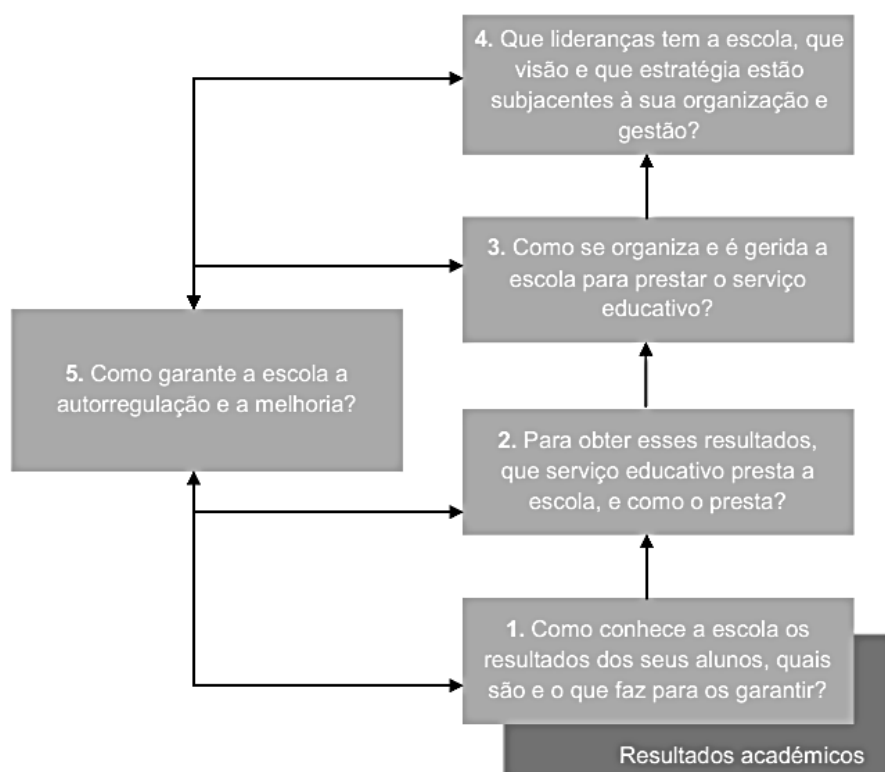 4. Que lideranças tem a escola, que
visão e que estratégia estão
subjacentes à sua organização e
gestão?
3. Como se organiza e é gerida a
escola para prestar o serviço
educativo?
5. Como garante a escola a
autorregulação e a melhoria?
2. Para obter esses resultados,
que serviço educativo presta a
escola, e como o presta?
1. Como conhece a escola os
resultados dos seus alunos, quais
são e o que faz para os garantir?
Resultados académicos